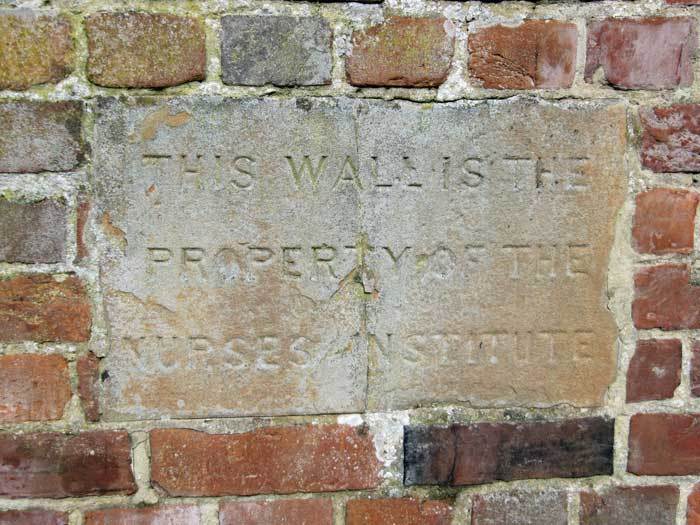 THIS WALL IS THE
PROPERTY OF THE
NURSES INSTITUTE